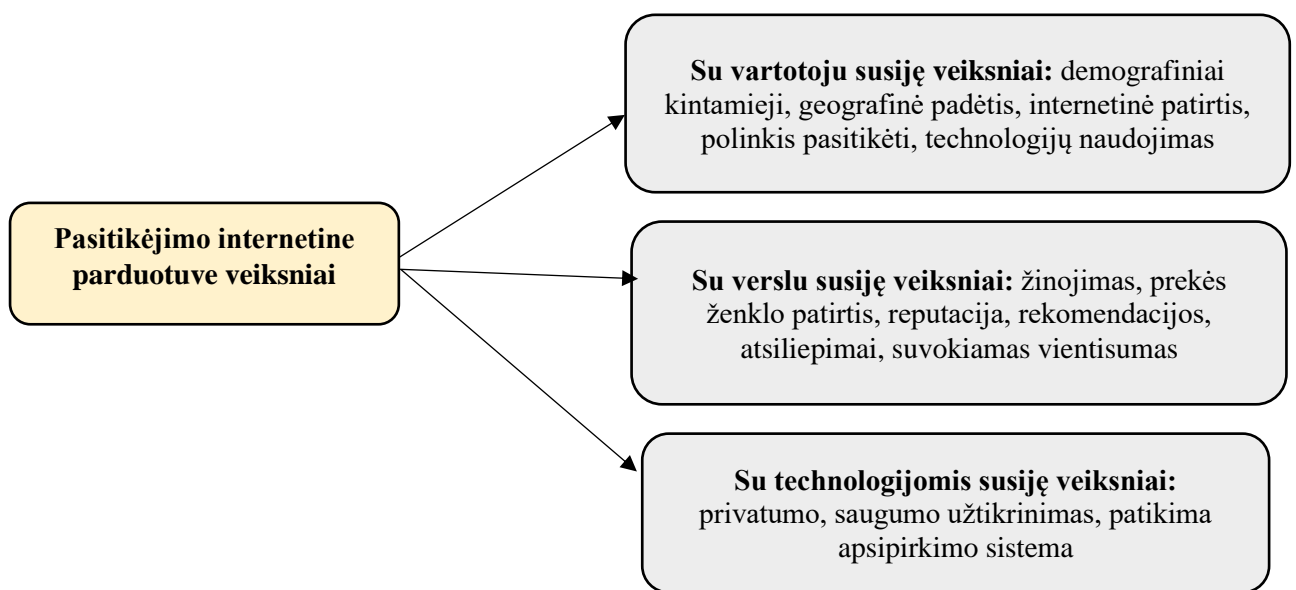 Su vartotoju susiję veiksniai: demografiniai
kintamieji, geografinė padėtis, internetinė patirtis,
polinkis pasitikėti, technologijų naudojimas
Pasitikėjimo internetine
parduotuve veiksniai
Su verslu susiję veiksniai: žinojimas, prekės
ženklo patirtis, reputacija, rekomendacijos,
atsiliepimai, suvokiamas vientisumas
Su technologijomis susiję veiksniai:
privatumo, saugumo užtikrinimas, patikima
apsipirkimo sistema